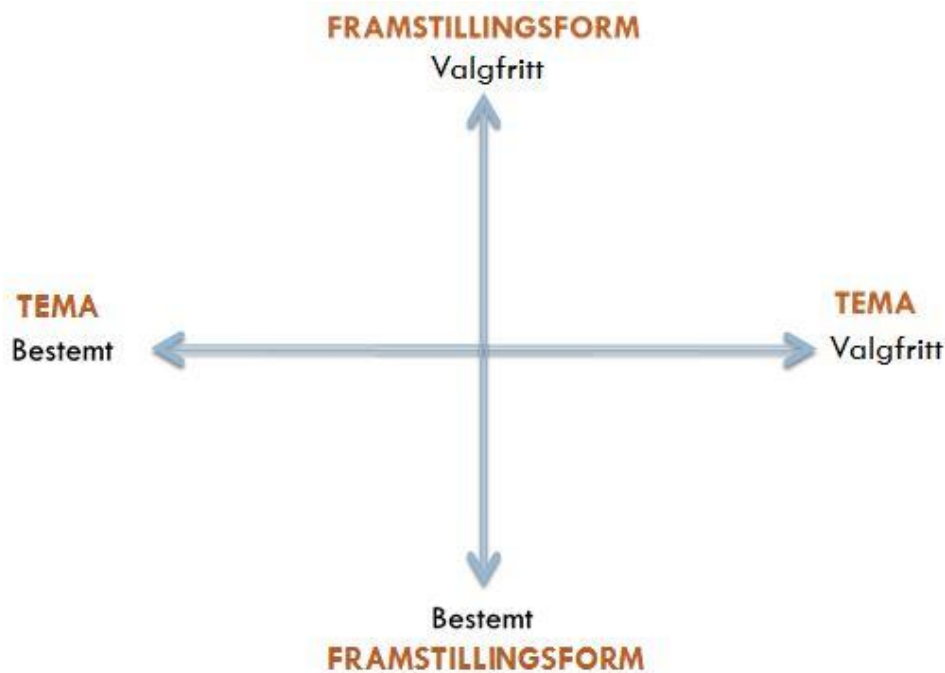 FRAMSTILLINGSFORM
Valgfritt
TEMA
Bestemt
TEMA
Valgfritt
Bestemt
FRAMSTILLINGSFORM